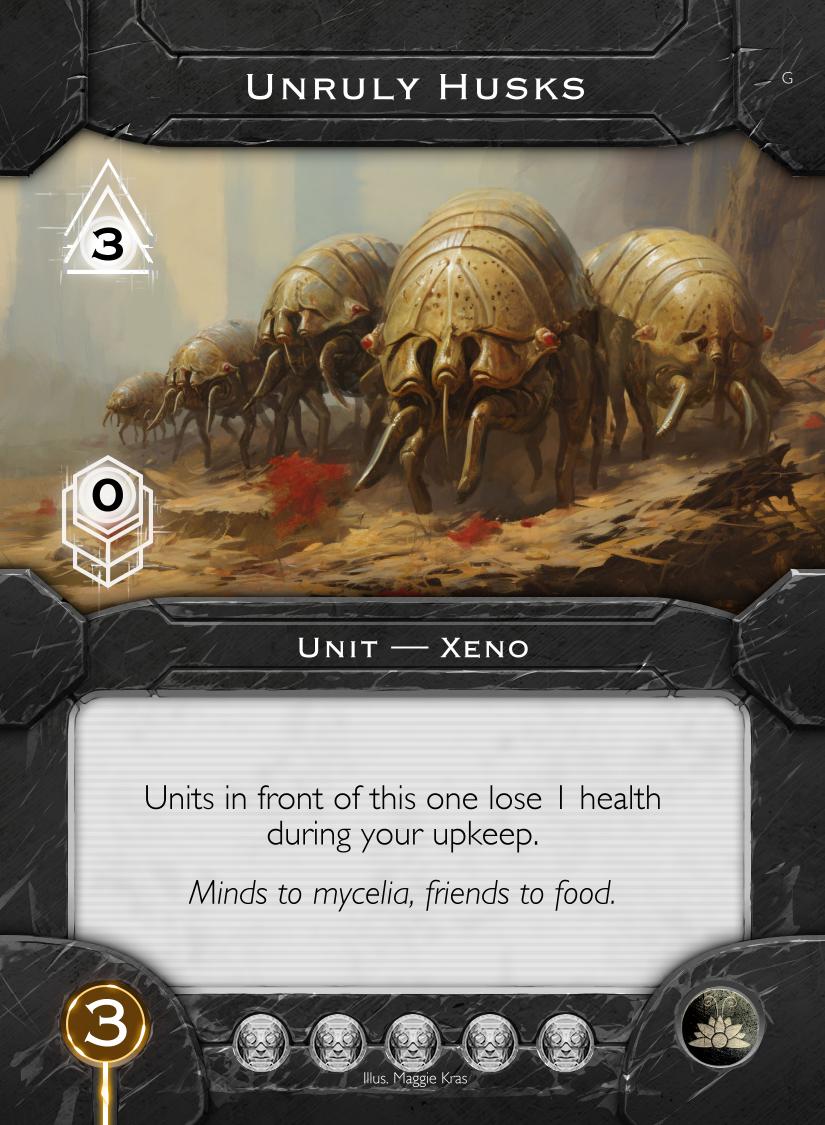 Unruly Husks
G
3
0
Unit — Xeno
Units in front of this one lose 1 health
during your upkeep.
Minds to mycelia, friends to food.
3
Illus. Maggie Kras